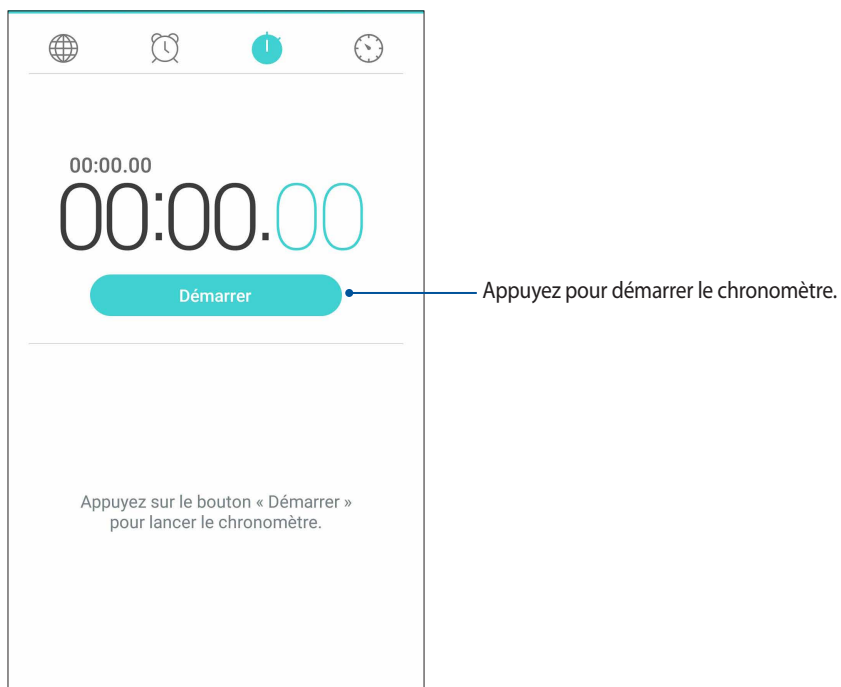 00:00.00
00:00.00
Démarrer
Appuyez pour démarrer le chronomètre.
Appuyez sur le bouton « Démarrer »
pour lancer le chronomètre.